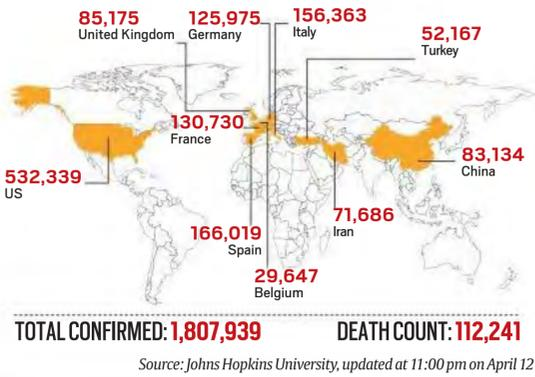 85,175
United Kingdom
125,975
Germany
156,363
Italy
52,167
Turkey
130,730
France
532,339
US
83,134
China
71,686
Iran
166,019
Spain
29,647
Belgium
TOTAL CONFIRMED: 1,807,939
DEATH COUNT: 112,241
Source: Johns Hopkins University, updated at 11:00 pm on April 12